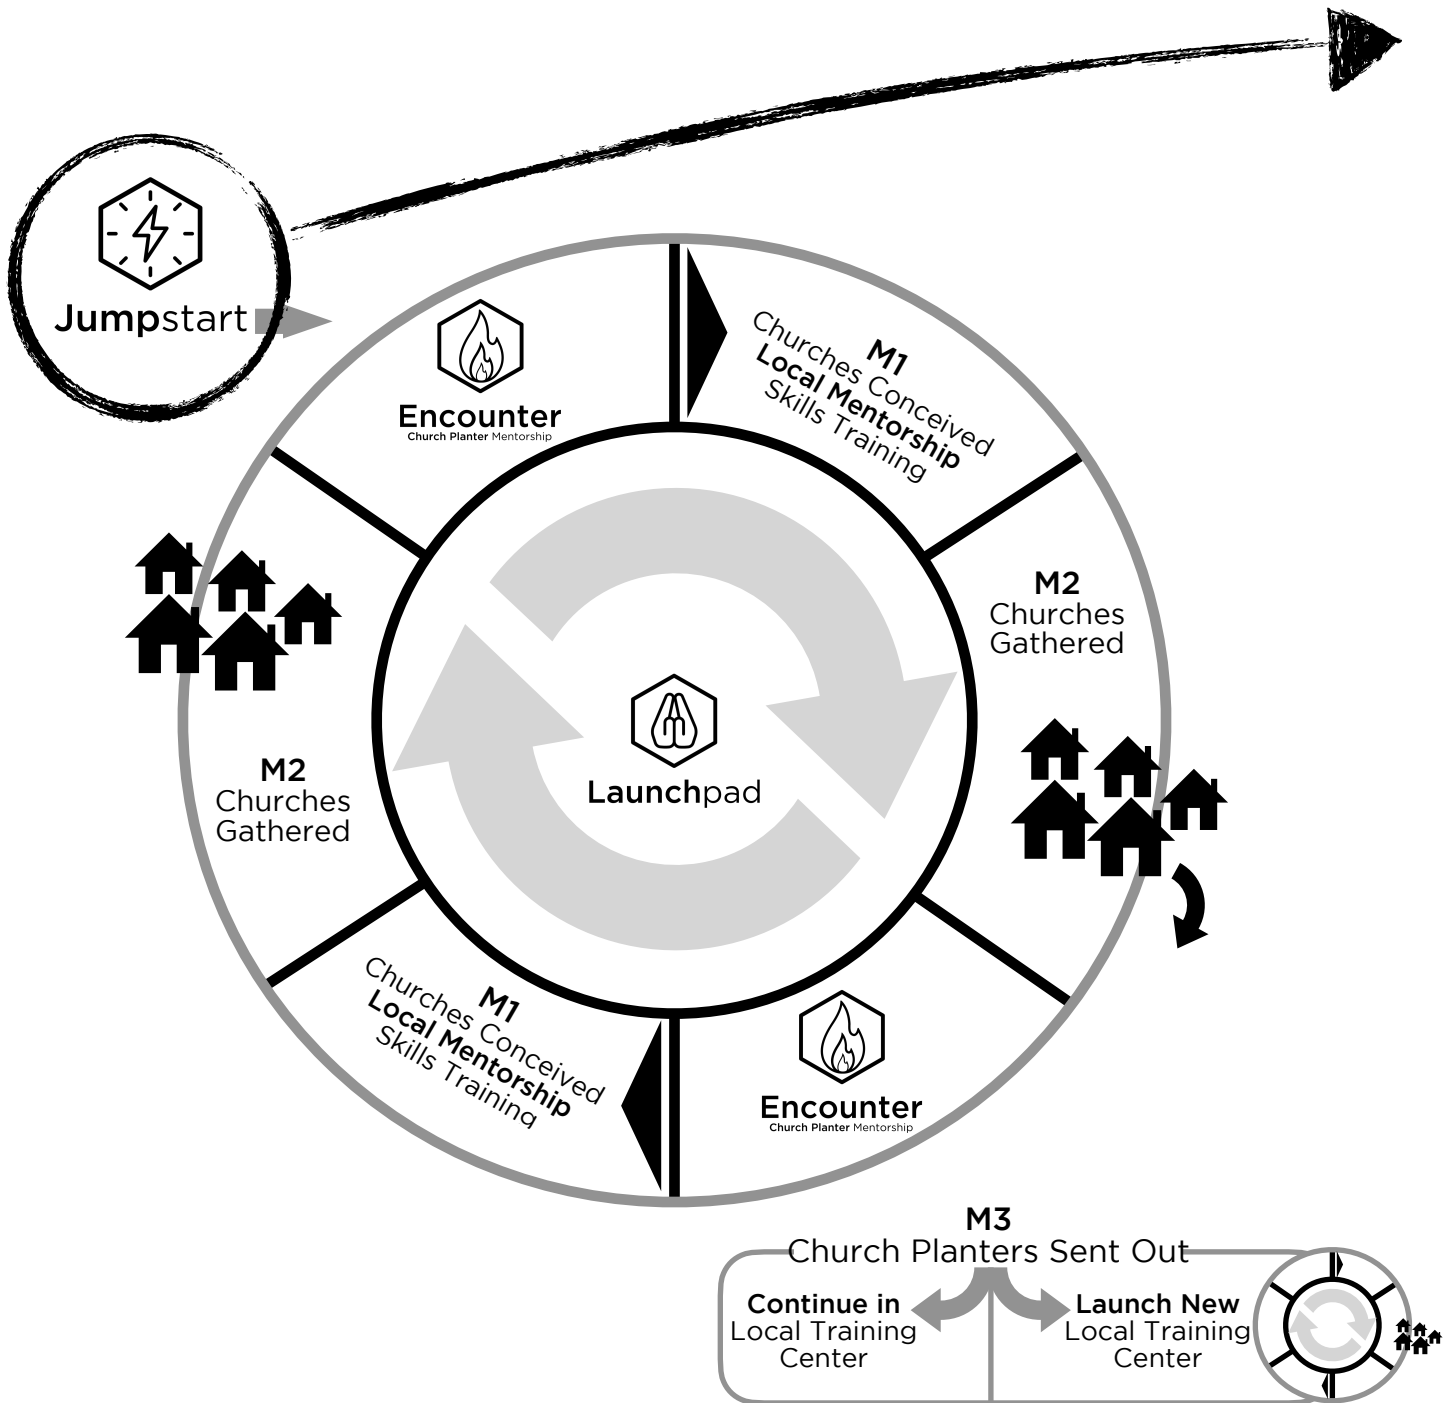 Jumpstart
Encounter
Church Planter Mentorship
M1
Churches Conceived
Local Mentorship
Skills Training
M2
Churches
Gathered
Launchpad
M2
Churches
Gathered
M1
Churches Conceived
Local Mentorship
Skills Training
Encounter
Church Planter Mentorship
M3
Church Planters Sent Out
Continue in
Local Training
Center
Launch New
Local Training
Center